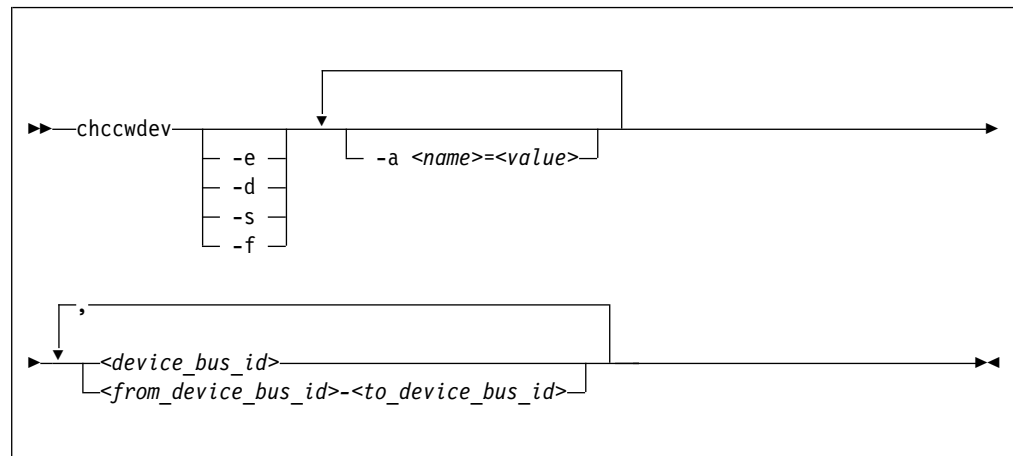 chccwdev
-e
-a <name>=<value>
-d
-s
-f
,
<device_bus_id>
<from_device_bus_id>-<to_device_bus_id>